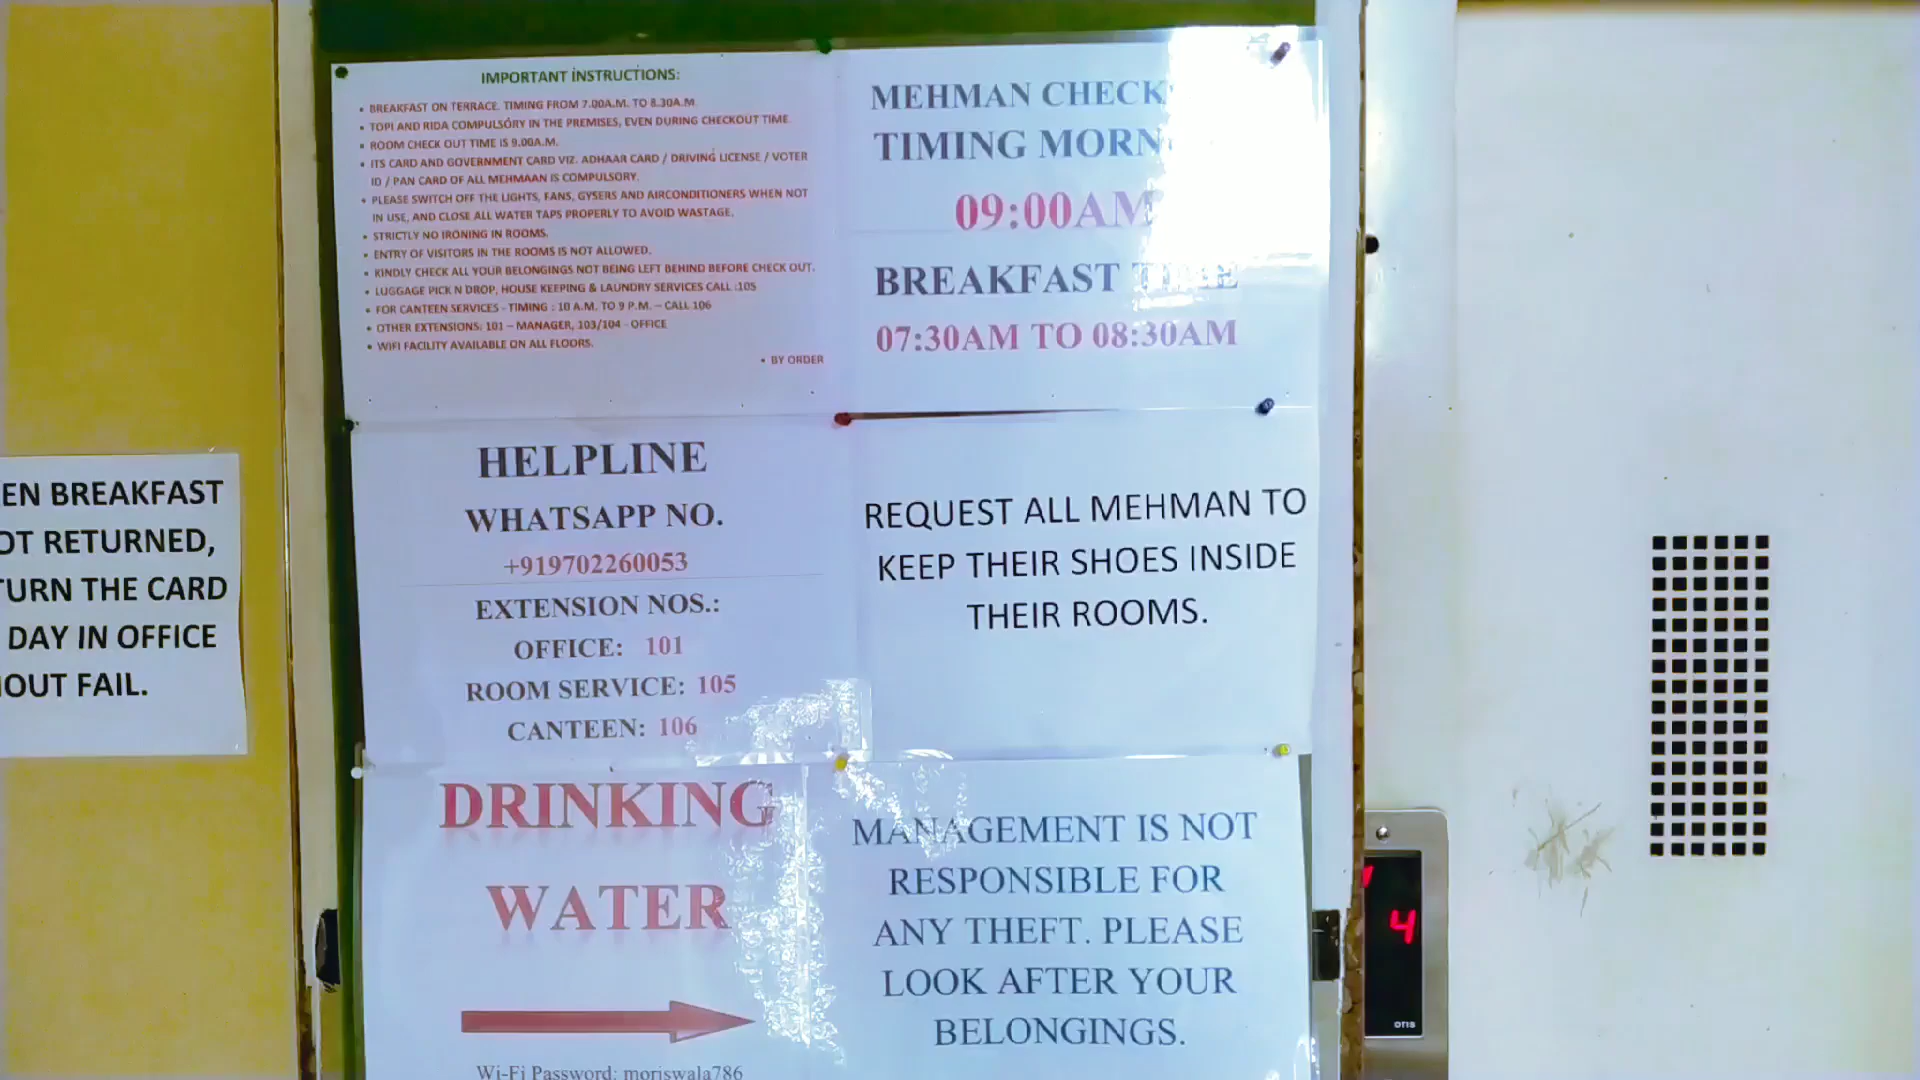 IMPORTANT INSTRUCTIONS:
• BREAKFAST ON TERRACE. TIMING FROM 7.00A.M. TO 8.30A.M.
• TOPI AND RIDA COMPULSORY IN THE PREMISES, EVEN DURING CHECKOUT TIME.
• ROOM CHECK OUT TIME IS 9.00A.M.
• ITS CARD AND GOVERNMENT CARD VIZ. ADHAAR CARD / DRIVING LICENSE / VOTER
ID / PAN CARD OF ALL MEHMAAN IS COMPULSORY.
• PLEASE SWITCH OFF THE LIGHTS, FANS, GYSERS AND AIRCONDITIONERS WHEN NOT
IN USE, AND CLOSE ALL WATER TAPS PROPERLY TO AVOID WASTAGE.
• STRICTLY NO IRONING IN ROOMS.
• ENTRY OF VISITORS IN THE ROOMS IS NOT ALLOWED.
• KINDLY CHECK ALL YOUR BELONGINGS NOT BEING LEFT BEHIND BEFORE CHECK OUT.
• LUGGAGE PICK N DROP, HOUSE KEEPING & LAUNDRY SERVICES CALL :105
• FOR CANTEEN SERVICES - TIMING : 10 A.M. TO 9 P.M. – CALL 106
• OTHER EXTENSIONS: 101 – MANAGER, 103/104 - OFFICE
• WIFI FACILITY AVAILABLE ON ALL FLOORS.
• BY ORDER
MEHMAN CHECK
TIMING MORN
09:00AM
BREAKFAST TIME
07:30AM TO 08:30AM
HELPLINE
WHATSAPP NO.
+919702260053
EXTENSION NOS.:
OFFICE: 101
ROOM SERVICE: 105
CANTEEN: 106
REQUEST ALL MEHMAN TO
KEEP THEIR SHOES INSIDE
THEIR ROOMS.
EN BREAKFAST
OT RETURNED,
TURN THE CARD
DAY IN OFFICE
HOUT FAIL.
DRINKING
WATER
Wi-Fi Password: moriswala786
MANAGEMENT IS NOT
RESPONSIBLE FOR
ANY THEFT. PLEASE
LOOK AFTER YOUR
BELONGINGS.
4
OTIS